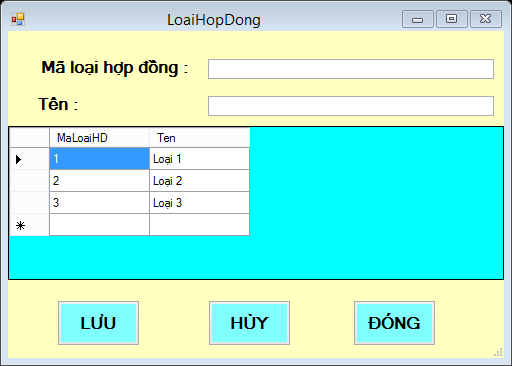 LoaiHopDong
Mã loại hợp đồng :
Tên :
MaLoaiHD Ten
1 Loại 1
2 Loại 2
3 Loại 3
LƯU HỦY ĐÓNG